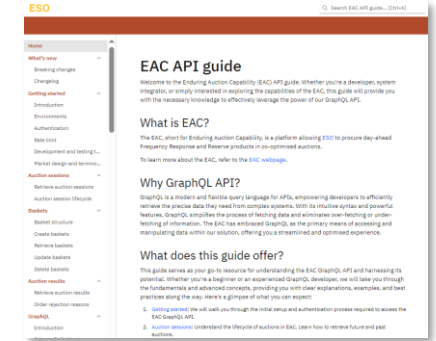 ESO
Search EAC API guide... (Ctrl+K)
Home
What's new
Breaking changes
Changelog
Getting started
Introduction
Environments
Authentication
Rate limit
Development and testing t...
Market design and termino...
Auction sessions
Retrieve auction sessions
Auction session lifecycle
Baskets
Basket structure
Create baskets
Retrieve baskets
Update baskets
Delete baskets
Auction results
Retrieve auction results
Order rejection reasons
GraphQL
Introduction
EAC API guide
Welcome to the Enduring Auction Capability (EAC) API guide. Whether you're a developer, system
integrator, or simply interested in exploring the capabilities of the EAC, this guide will provide you
with the necessary knowledge to effectively leverage the power of our GraphQL API.
What is EAC?
The EAC, short for Enduring Auction Capability, is a platform allowing ESO to procure day-ahead
Frequency Response and Reserve products in co-optimised auctions.
To learn more about the EAC, refer to the EAC webpage.
Why GraphQL API?
GraphQL is a modern and flexible query language for APIs, empowering developers to efficiently
retrieve the precise data they need from complex systems. With its intuitive syntax and powerful
features, GraphQL simplifies the process of fetching data and eliminates over-fetching or under-
fetching of information. The EAC has embraced GraphQL as the primary means of accessing and
manipulating data within our solution, offering you a streamlined and optimised experience.
What does this guide offer?
This guide serves as your go-to resource for understanding the EAC GraphQL API and harnessing its
potential. Whether you're a beginner or an experienced GraphQL developer, we will take you through
the fundamentals and advanced concepts, providing you with clear explanations, examples, and best
practices along the way. Here's a glimpse of what you can expect:
1. Getting started: We will walk you through the initial setup and authentication process required to access the
EAC GraphQL API.
2. Auction sessions: Understand the lifecycle of auctions in EAC. Learn how to retrieve future and past
auctions.